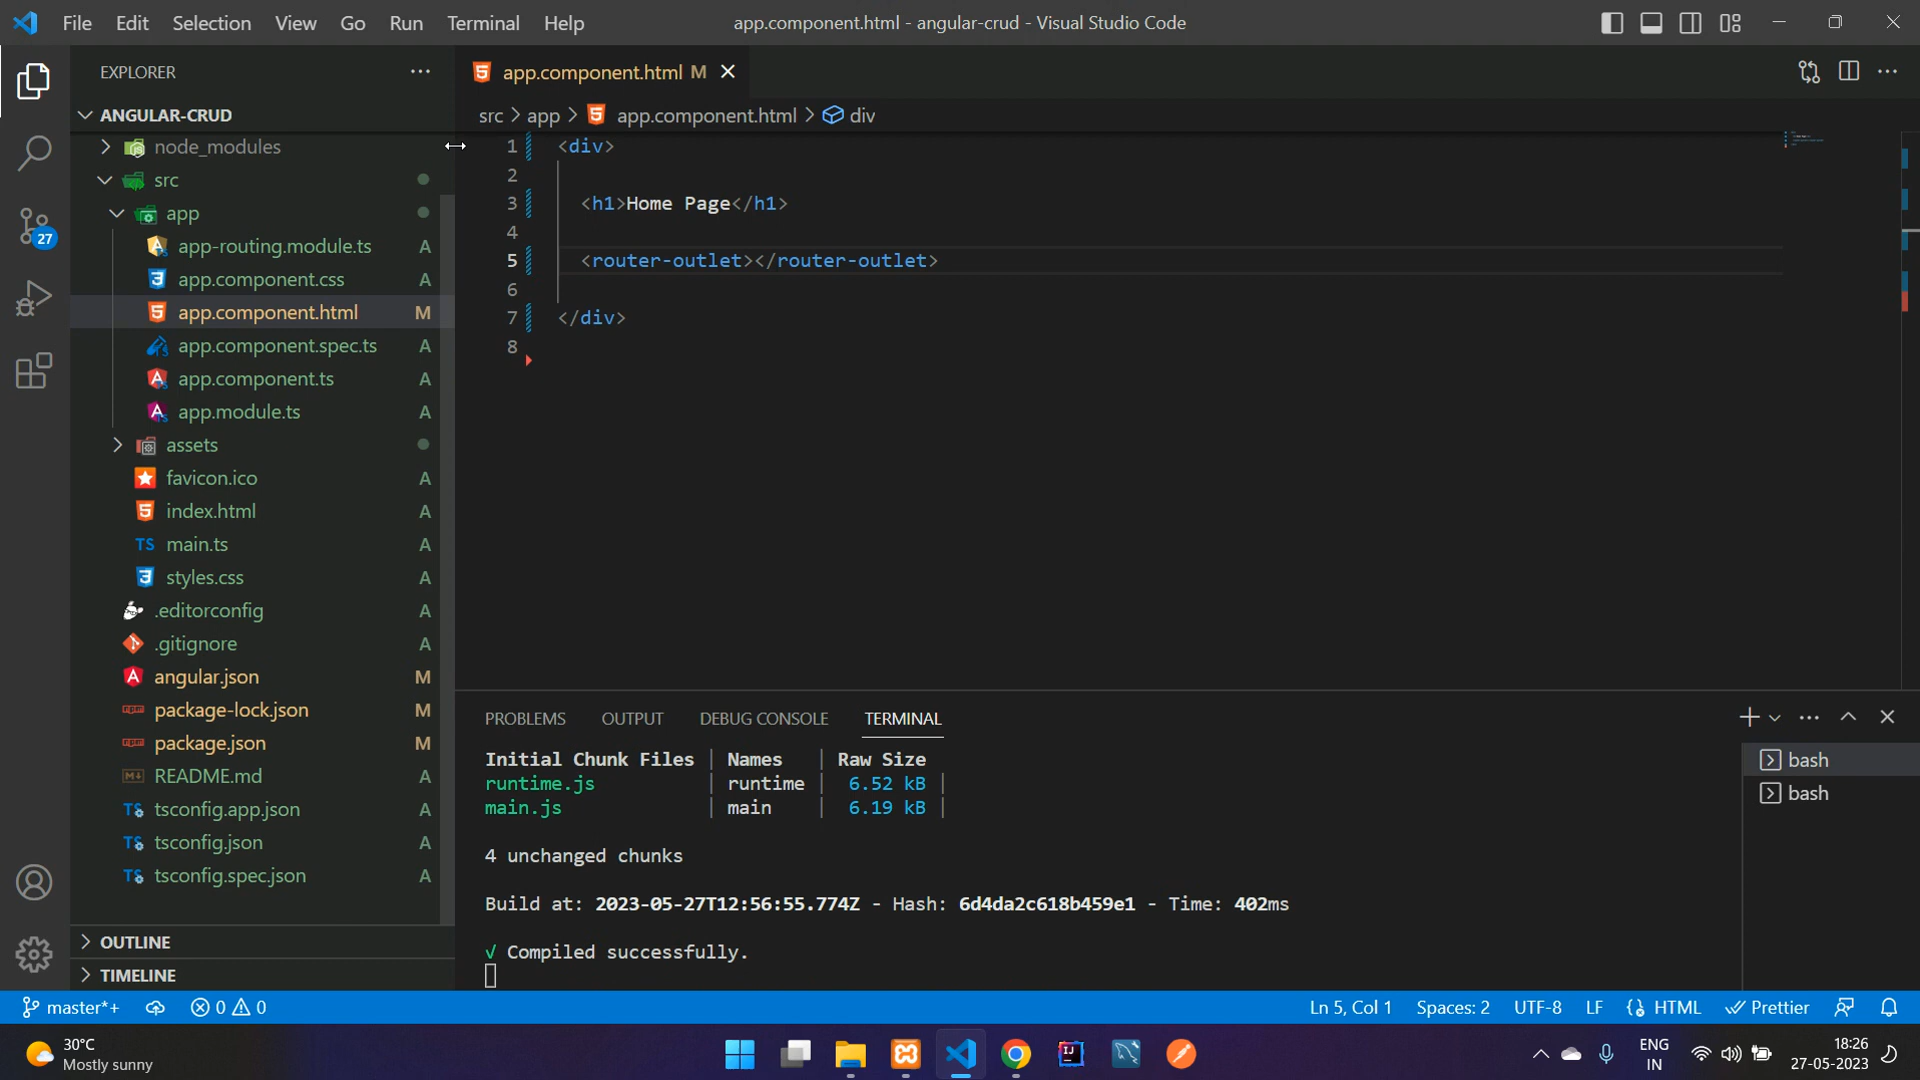 File Edit Selection View Go Run Terminal Help
app.component.html - angular-crud - Visual Studio Code
EXPLORER
ANGULAR-CRUD
node_modules
src
app
app-routing.module.ts A
app.component.css A
app.component.html M
app.component.spec.ts A
app.component.ts A
app.module.ts A
assets
favicon.ico A
index.html A
TS main.ts A
styles.css A
.editorconfig A
.gitignore A
angular.json M
package-lock.json M
package.json M
README.md A
TS tsconfig.app.json A
TS tsconfig.json A
TS tsconfig.spec.json A
OUTLINE
TIMELINE
27
app.component.html M
src > app > app.component.html > div
1 <div>
2
3 <h1>Home Page</h1>
4
5 <router-outlet></router-outlet>
6
7 </div>
8
PROBLEMS OUTPUT DEBUG CONSOLE TERMINAL
Initial Chunk Files | Names | Raw Size
runtime.js | runtime | 6.52 kB |
main.js | main | 6.19 kB |
4 unchanged chunks
Build at: 2023-05-27T12:56:55.774Z - Hash: 6d4da2c618b459e1 - Time: 402ms
√ Compiled successfully.
bash
bash
master*+ 0 0
Ln 5, Col 1 Spaces: 2 UTF-8 LF HTML Prettier
30°C
Mostly sunny
ENG
IN
18:26
27-05-2023